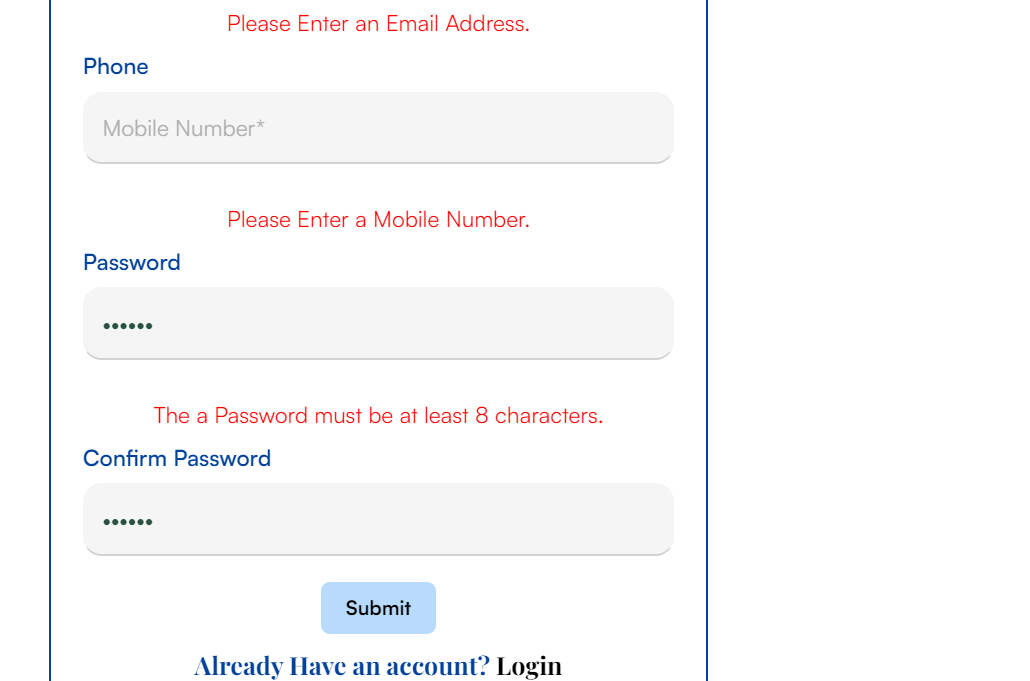 Please Enter an Email Address.
Phone
Mobile Number*
Please Enter a Mobile Number.
Password
••••••
The a Password must be at least 8 characters.
Confirm Password
••••••
Submit
Already Have an account? Login